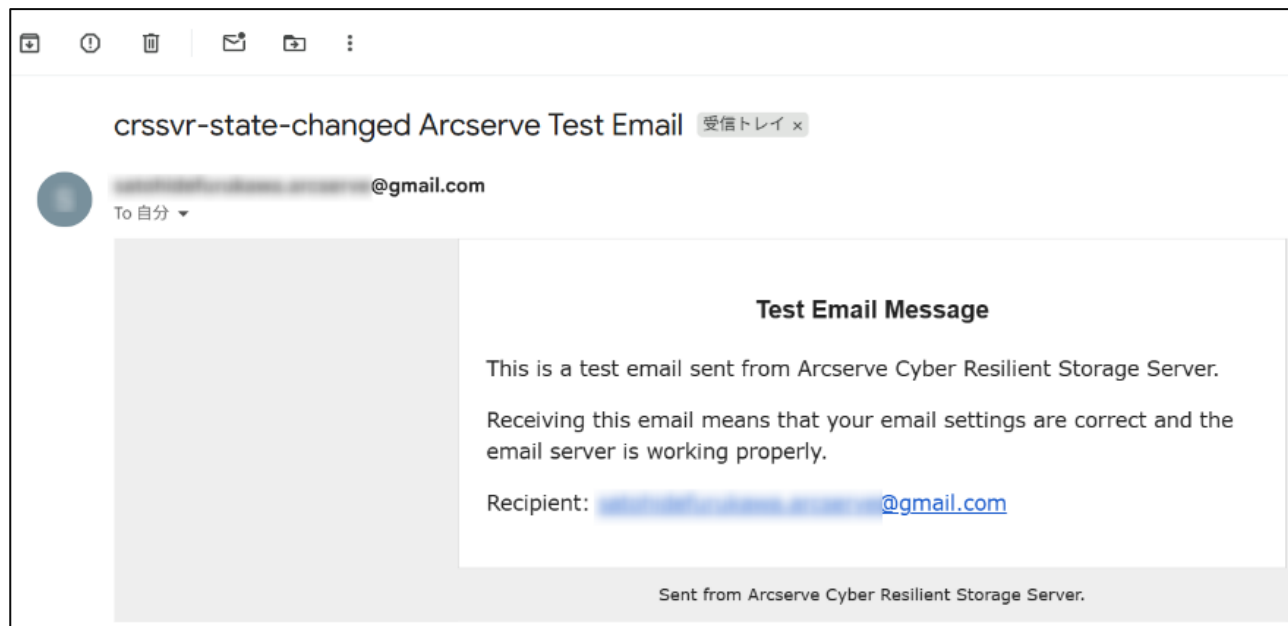 crssvr-state-changed Arcserve Test Email 受信トレイ ×
@gmail.com
To 自分
Test Email Message
This is a test email sent from Arcserve Cyber Resilient Storage Server.
Receiving this email means that your email settings are correct and the
email server is working properly.
Recipient: @gmail.com
Sent from Arcserve Cyber Resilient Storage Server.